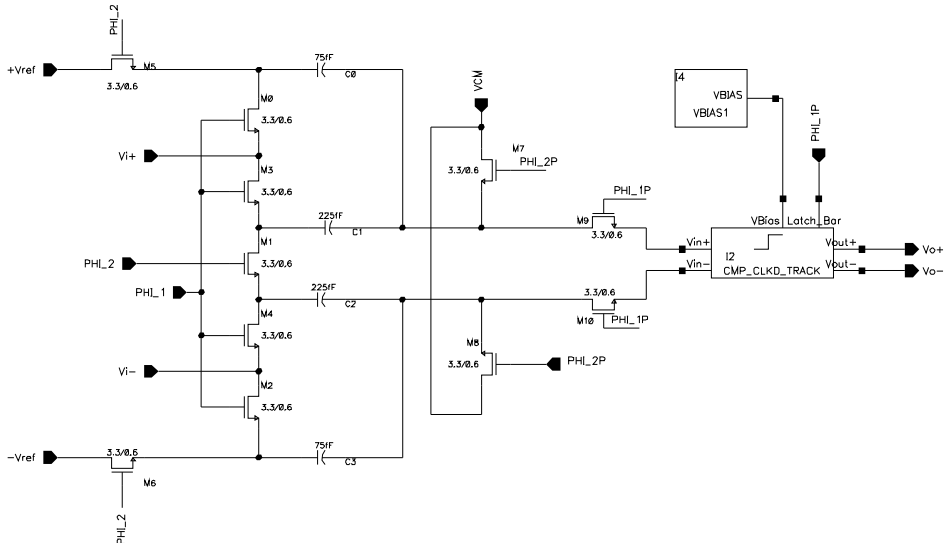 PHI_2
+Vref
M5
3.3/0.6
75fF
C0
M0
3.3/0.6
Vi+
M3
3.3/0.6
225fF
C1
M1
PHI_2
3.3/0.6
PHI_1
225fF
C2
M4
3.3/0.6
Vi-
M2
3.3/0.6
-Vref
3.3/0.6
M6
PHI_2
75fF
C3
VCM
M7
PHI_2P
3.3/0.6
M8
3.3/0.6
PHI_2P
PHI_1P
M9
3.3/0.6
3.3/0.6
M10
PHI_1P
I4
VBIAS
VBIAS1
PHI_1P
VBias Latch_Bar
Vin+
Vin-
I2
CMP_CLKD_TRACK
Vout+
Vout-
Vo+
Vo-